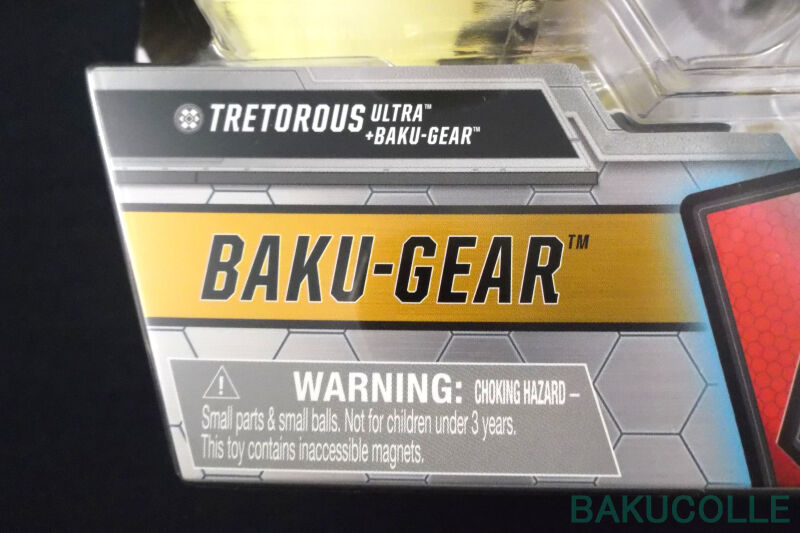 TRETOROUS ULTRA™
+BAKU-GEAR™
BAKU-GEAR™
WARNING: CHOKING HAZARD –
Small parts & small balls. Not for children under 3 years.
This toy contains inaccessible magnets.
BAKUCOLLE